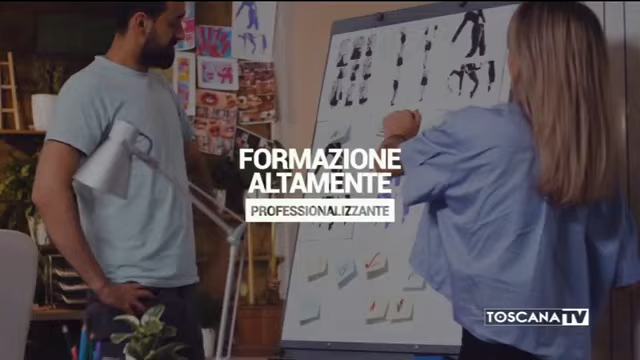 FORMAZIONE
ALTAMENTE
PROFESSIONALIZZANTE
TOSCANA TV